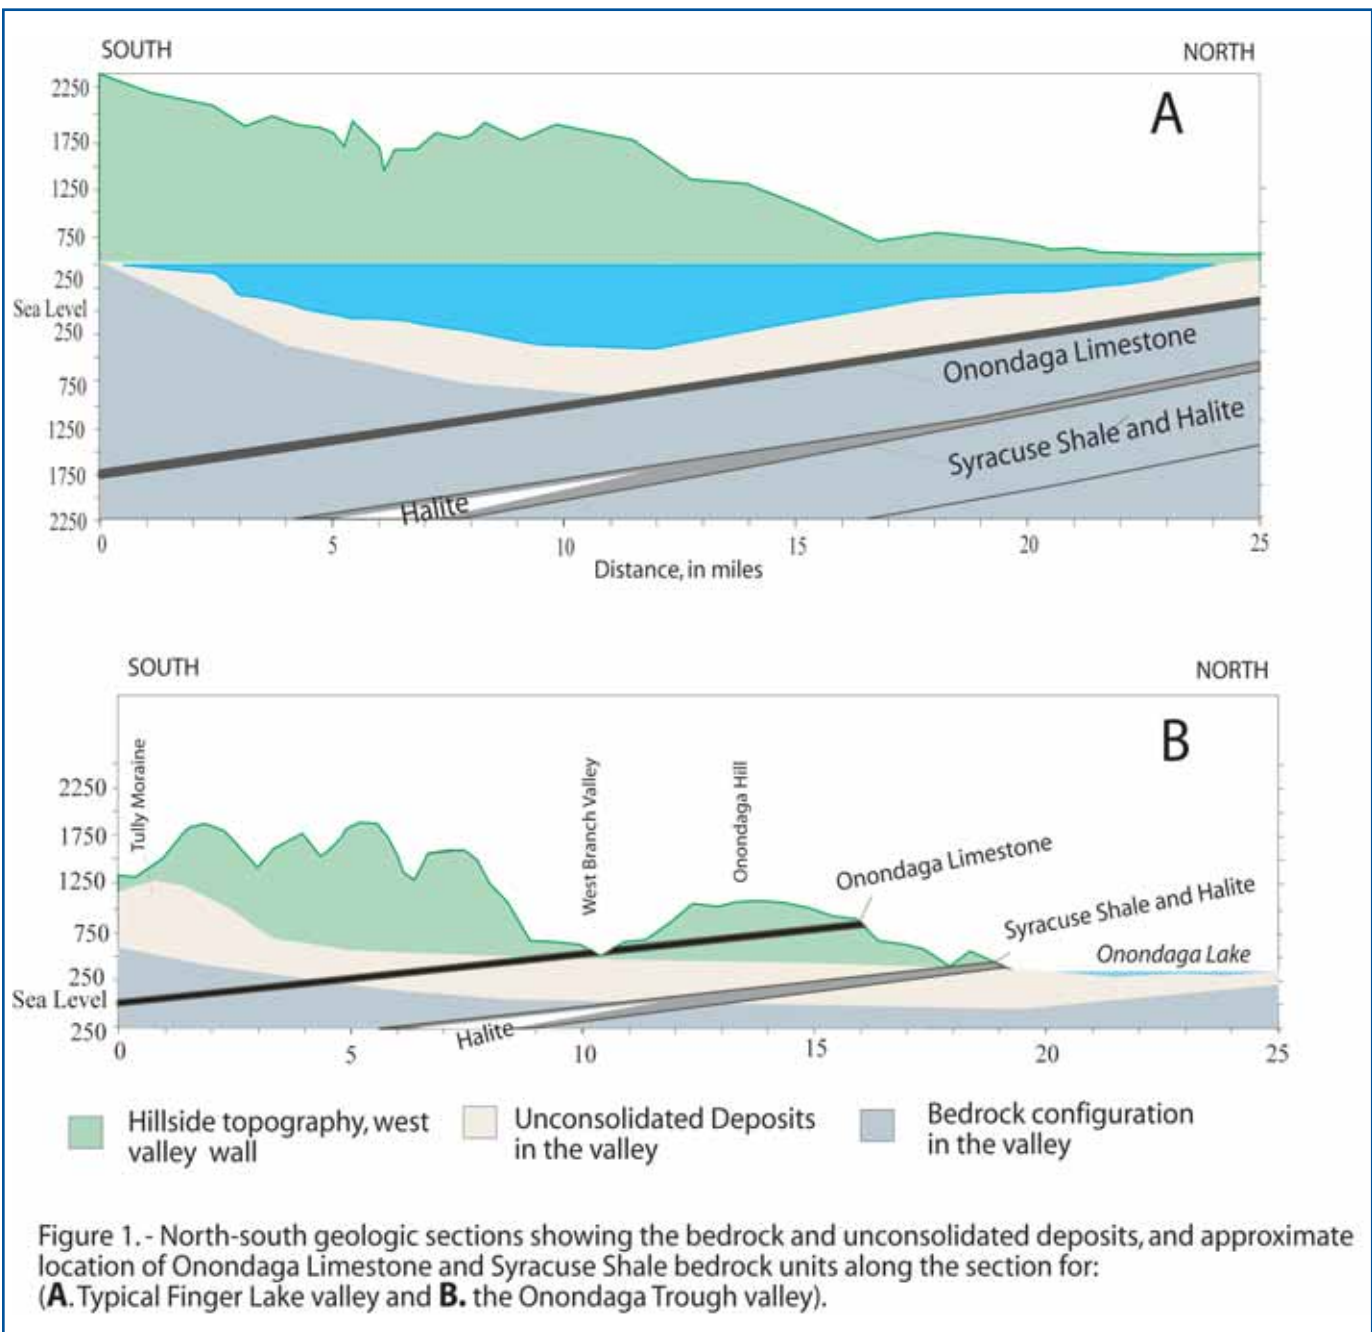 SOUTH
NORTH
A
2250
1750
1250
750
250
Sea Level
250
750
1250
1750
2250
Onondaga Limestone
Syracuse Shale and Halite
Halite
0 5 10 15 20 25
Distance, in miles
SOUTH
NORTH
B
Tully Moraine
West Branch Valley
Onondaga Hill
2250
1750
1250
750
250
Sea Level
250
Onondaga Limestone
Syracuse Shale and Halite
Onondaga Lake
Halite
0 5 10 15 20 25
Hillside topography, west
valley wall
Unconsolidated Deposits
in the valley
Bedrock configuration
in the valley
Figure 1. - North-south geologic sections showing the bedrock and unconsolidated deposits, and approximate
location of Onondaga Limestone and Syracuse Shale bedrock units along the section for:
(A. Typical Finger Lake valley and B. the Onondaga Trough valley).